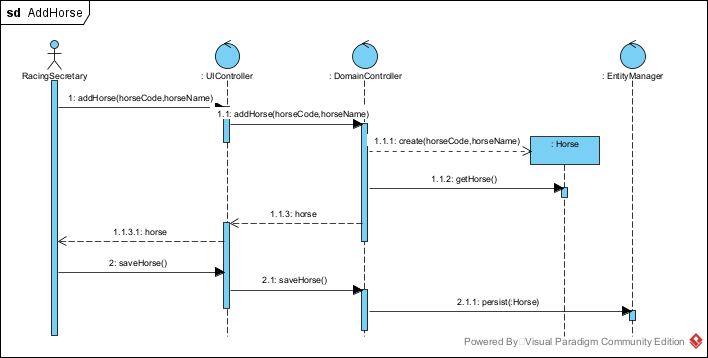 sd AddHorse
RacingSecretary
: UIController
: DomainController
: EntityManager
1: addHorse(horseCode,horseName)
1.1: addHorse(horseCode,horseName)
1.1.1: create(horseCode,horseName)
: Horse
1.1.2: getHorse()
1.1.3: horse
1.1.3.1: horse
2: saveHorse()
2.1: saveHorse()
2.1.1: persist(:Horse)
Powered By Visual Paradigm Community Edition